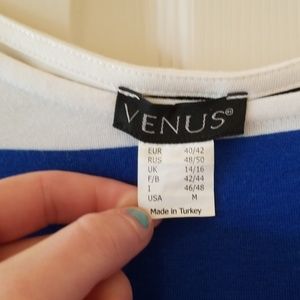 VENUS®
EUR 40/42
RUS 48/50
UK 14/16
F/B 42/44
I 46/48
USA M
Made in Turkey